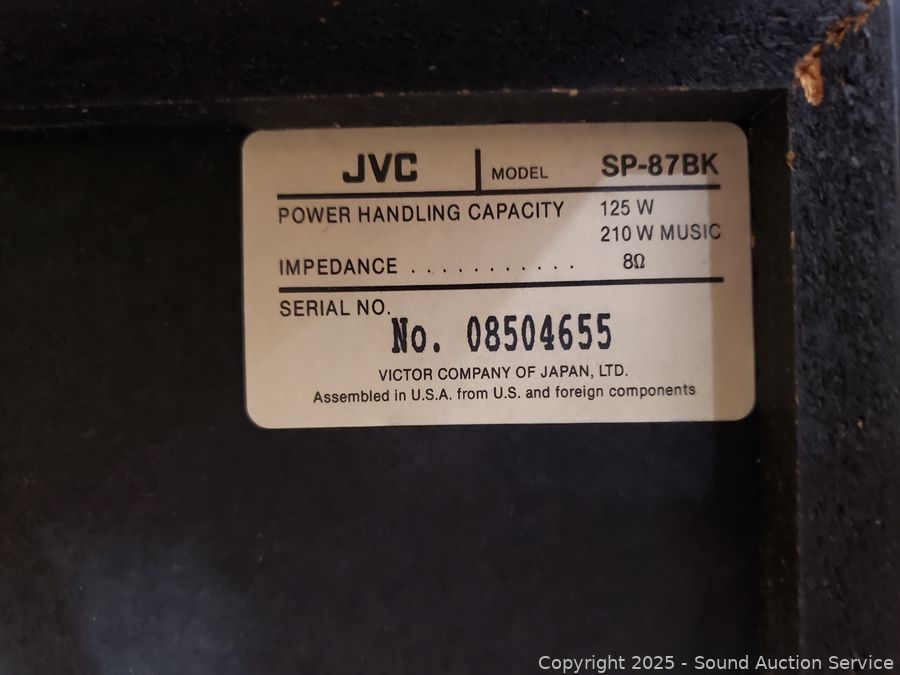 JVC MODEL SP-87BK
POWER HANDLING CAPACITY 125 W
210 W MUSIC
IMPEDANCE . . . . . . . . . . . 8Ω
SERIAL NO.
No. 08504655
VICTOR COMPANY OF JAPAN, LTD.
Assembled in U.S.A. from U.S. and foreign components
Copyright 2025 - Sound Auction Service